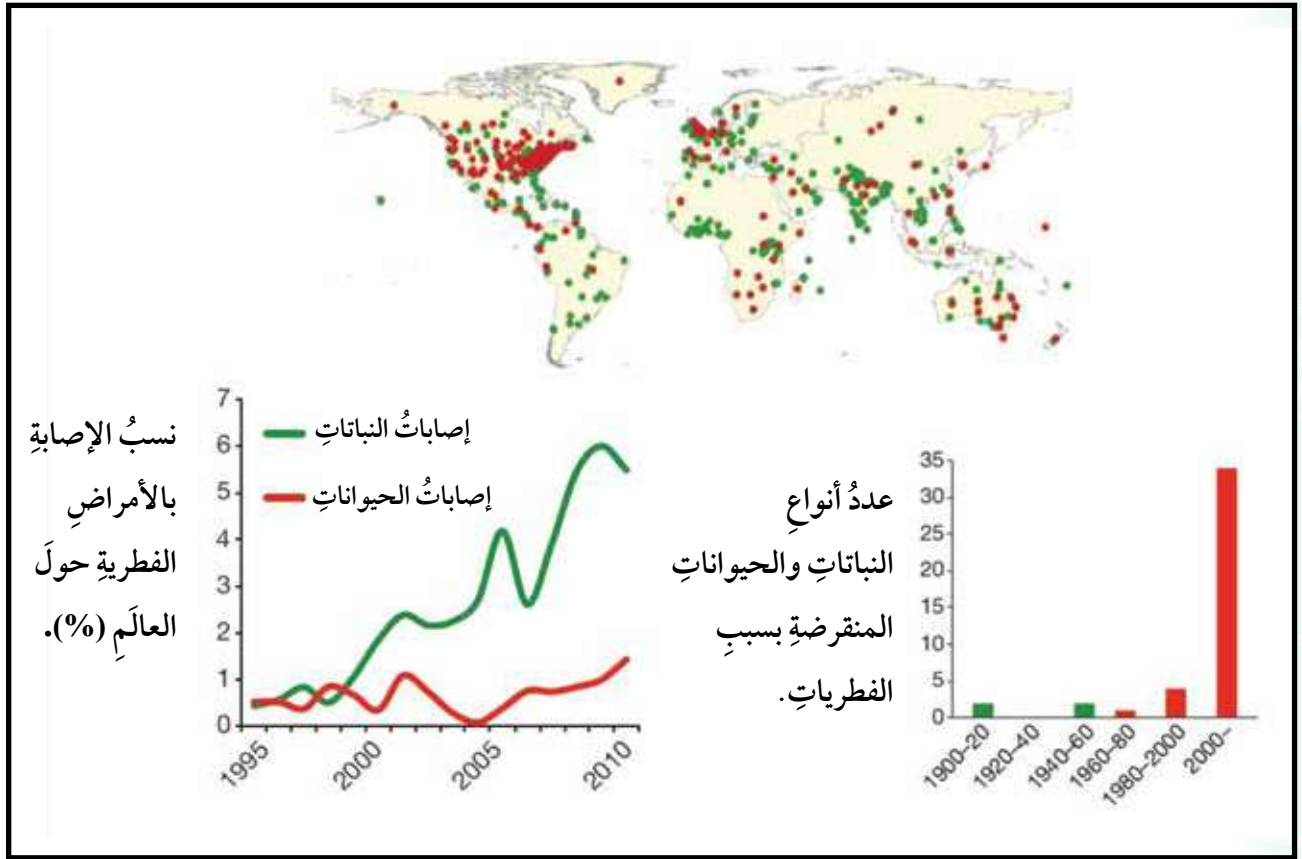 نسبُ الإصابةِ
بالأمراضِ
الفطريةِ حولَ
العالَمِ (%).
7
6
5
4
3
2
1
0
إصاباتُ النباتاتِ
إصاباتُ الحيواناتِ
1995
2000
2005
2010
عددُ أنواعِ
النباتاتِ والحيواناتِ
المنقرضةِ بسببِ
الفطرياتِ.
35
30
25
20
15
10
5
0
1900–20
1920–40
1940–60
1960–80
1980–2000
2000–